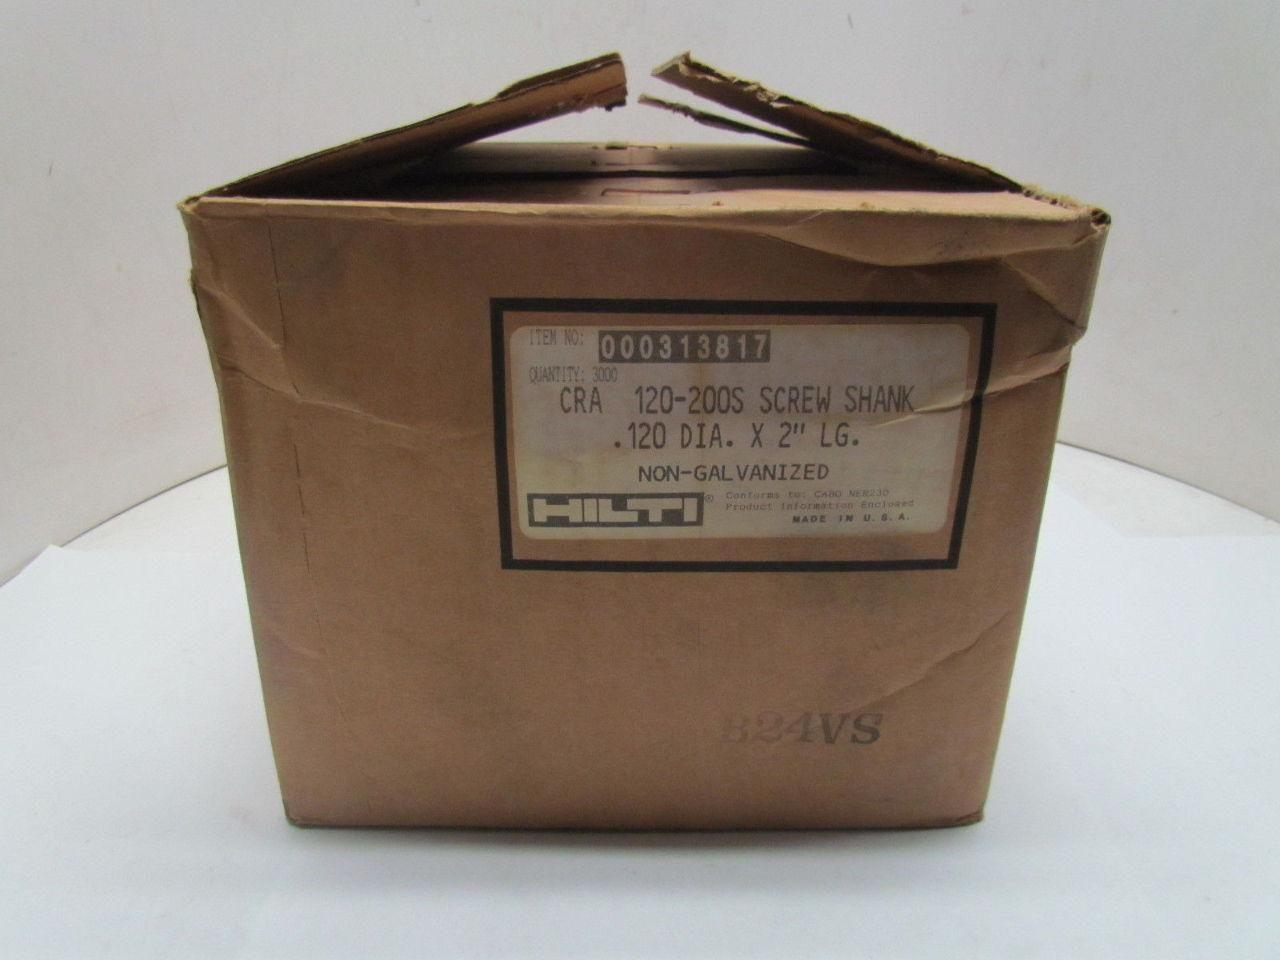 ITEM NO: 000313817
QUANTITY: 3000
CRA 120-200S SCREW SHANK
.120 DIA. X 2" LG.
NON-GALVANIZED
HILTI®
Conforms to: CABO NER230
Product Information Enclosed
MADE IN U.S.A.
B24VS